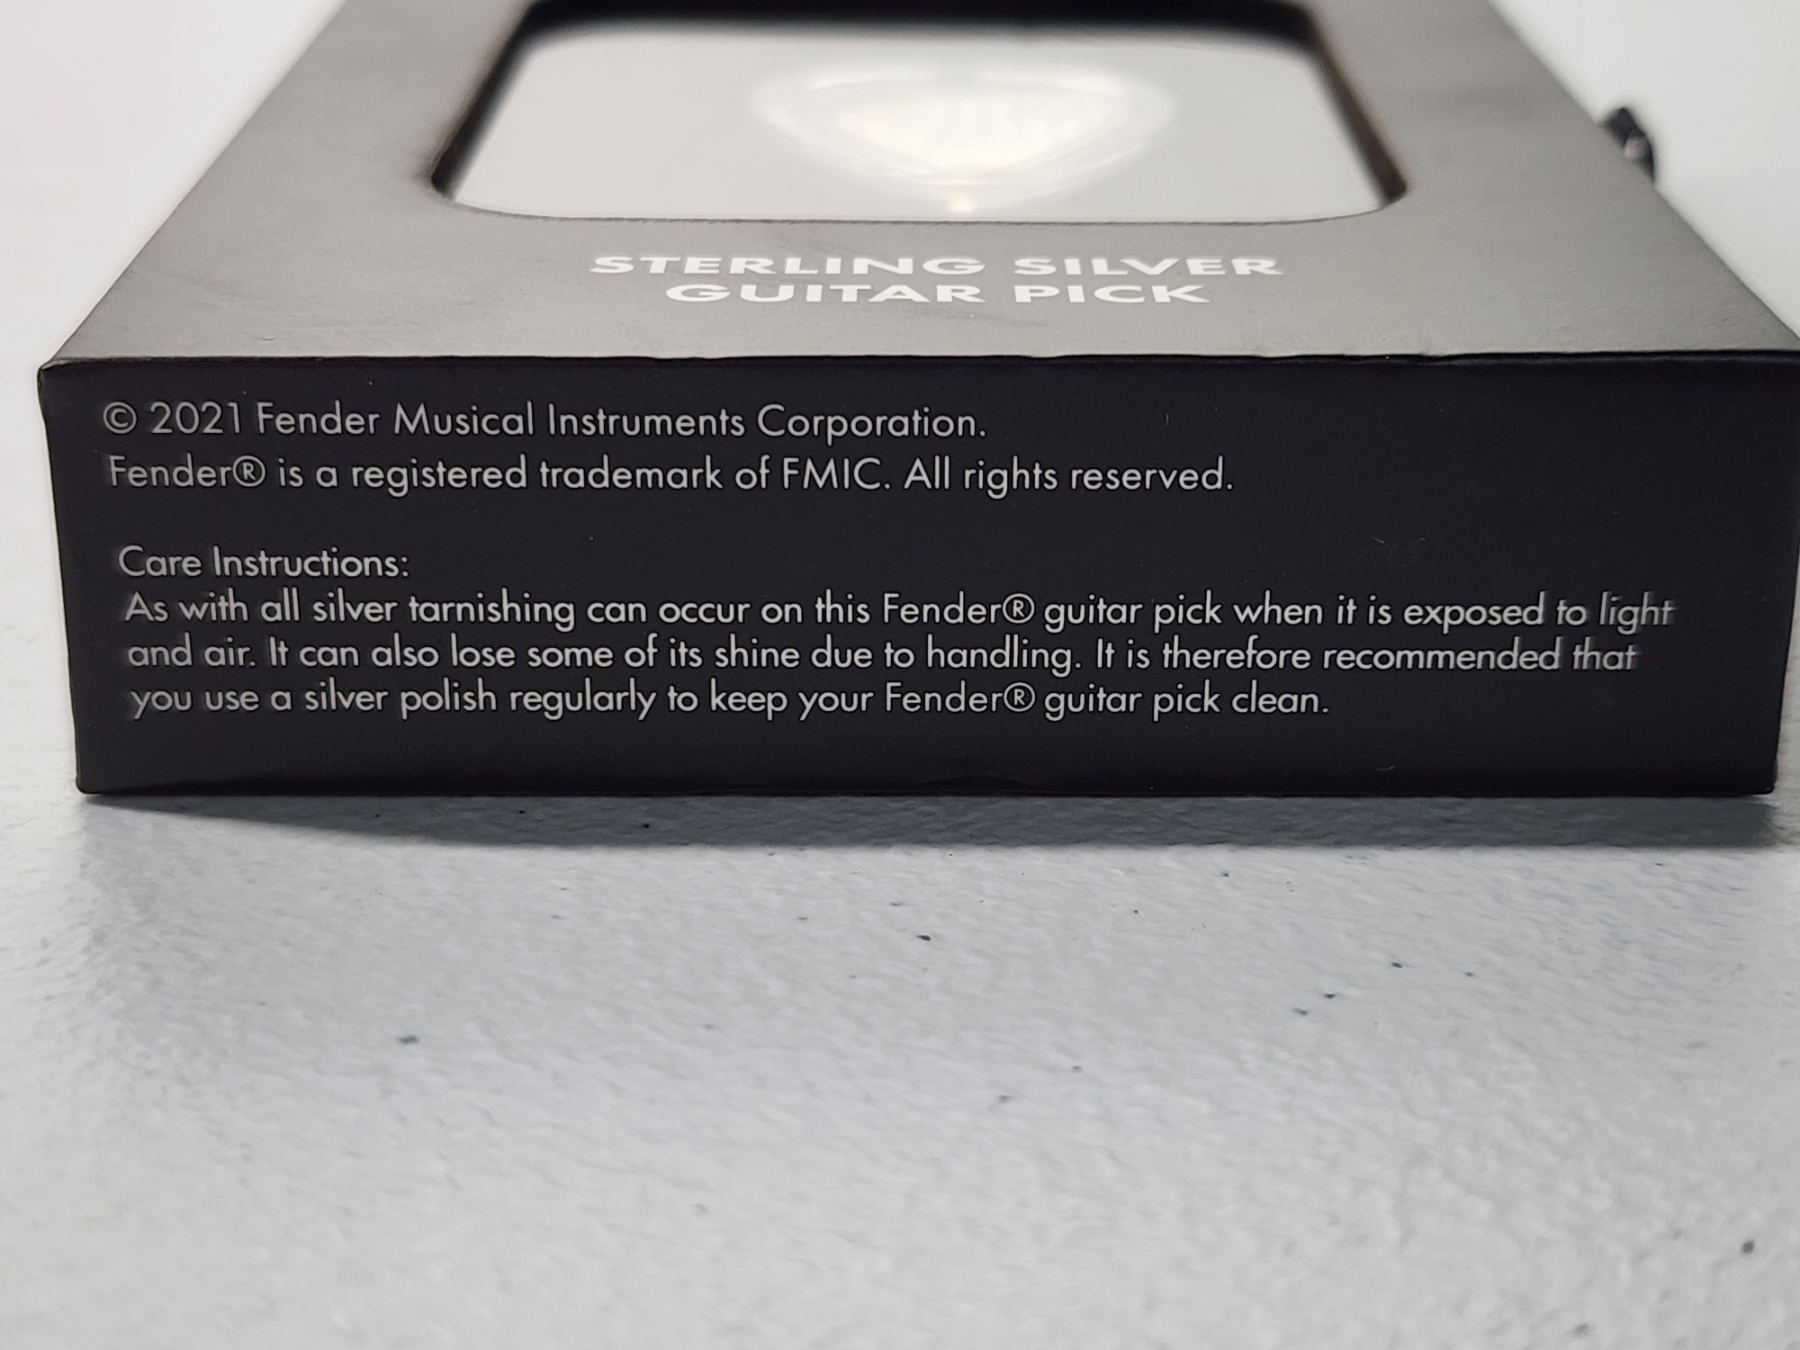 STERLING SILVER
GUITAR PICK
© 2021 Fender Musical Instruments Corporation.
Fender® is a registered trademark of FMIC. All rights reserved.
Care Instructions:
As with all silver tarnishing can occur on this Fender® guitar pick when it is exposed to light
and air. It can also lose some of its shine due to handling. It is therefore recommended that
you use a silver polish regularly to keep your Fender® guitar pick clean.